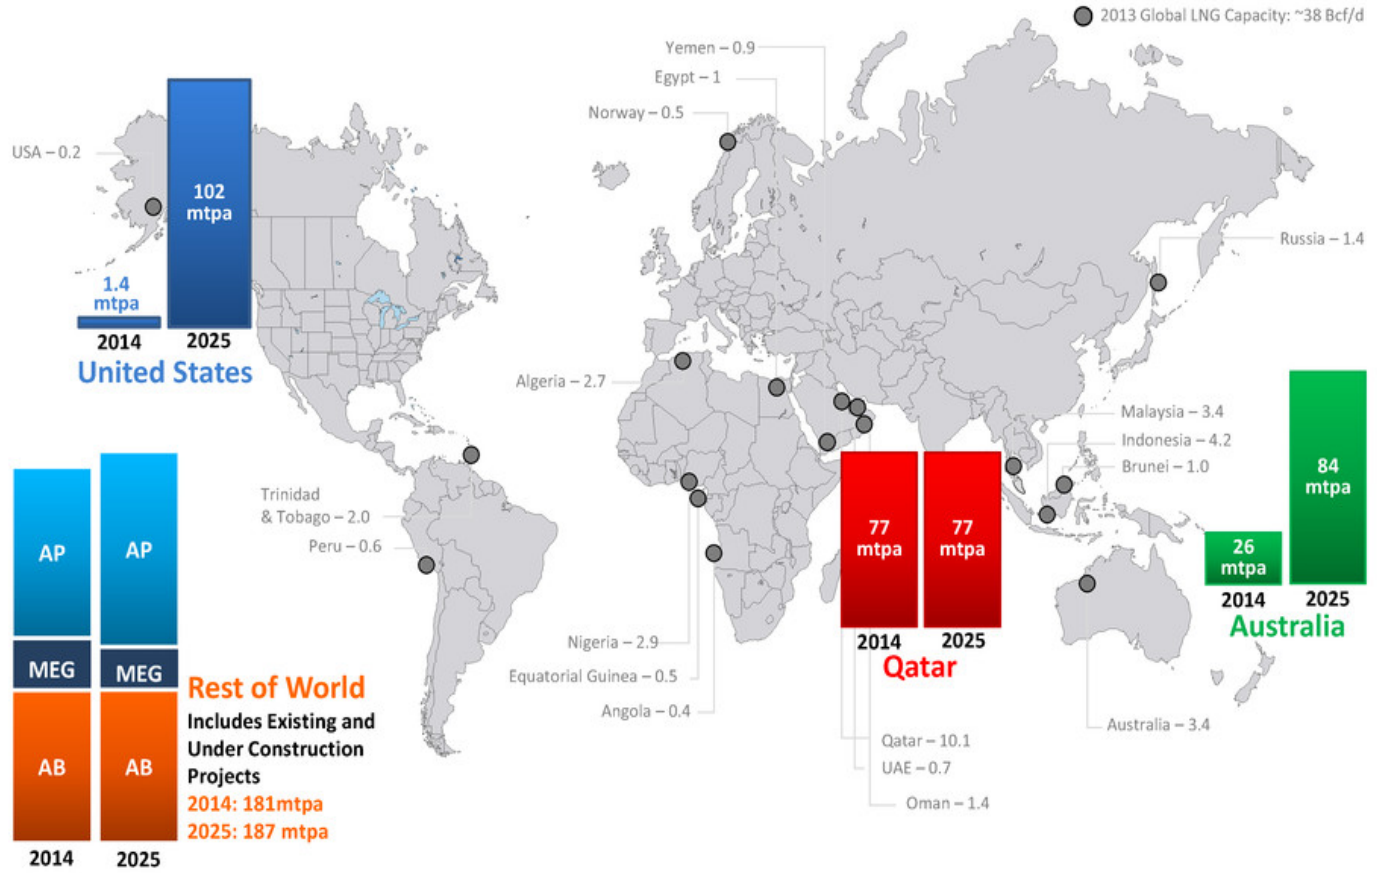 2013 Global LNG Capacity: ~38 Bcf/d
Yemen – 0.9
Egypt – 1
Norway – 0.5
USA – 0.2
102
mtpa
1.4
mtpa
2014
2025
United States
Russia – 1.4
Algeria – 2.7
Malaysia – 3.4
Indonesia – 4.2
Brunei – 1.0
84
mtpa
26
mtpa
2014
2025
Australia
77
mtpa
77
mtpa
2014
2025
Qatar
Trinidad
& Tobago – 2.0
Peru – 0.6
Nigeria – 2.9
Equatorial Guinea – 0.5
Angola – 0.4
Australia – 3.4
Qatar – 10.1
UAE – 0.7
Oman – 1.4
AP
AP
MEG
MEG
AB
AB
2014
2025
Rest of World
Includes Existing and
Under Construction
Projects
2014: 181mtpa
2025: 187 mtpa